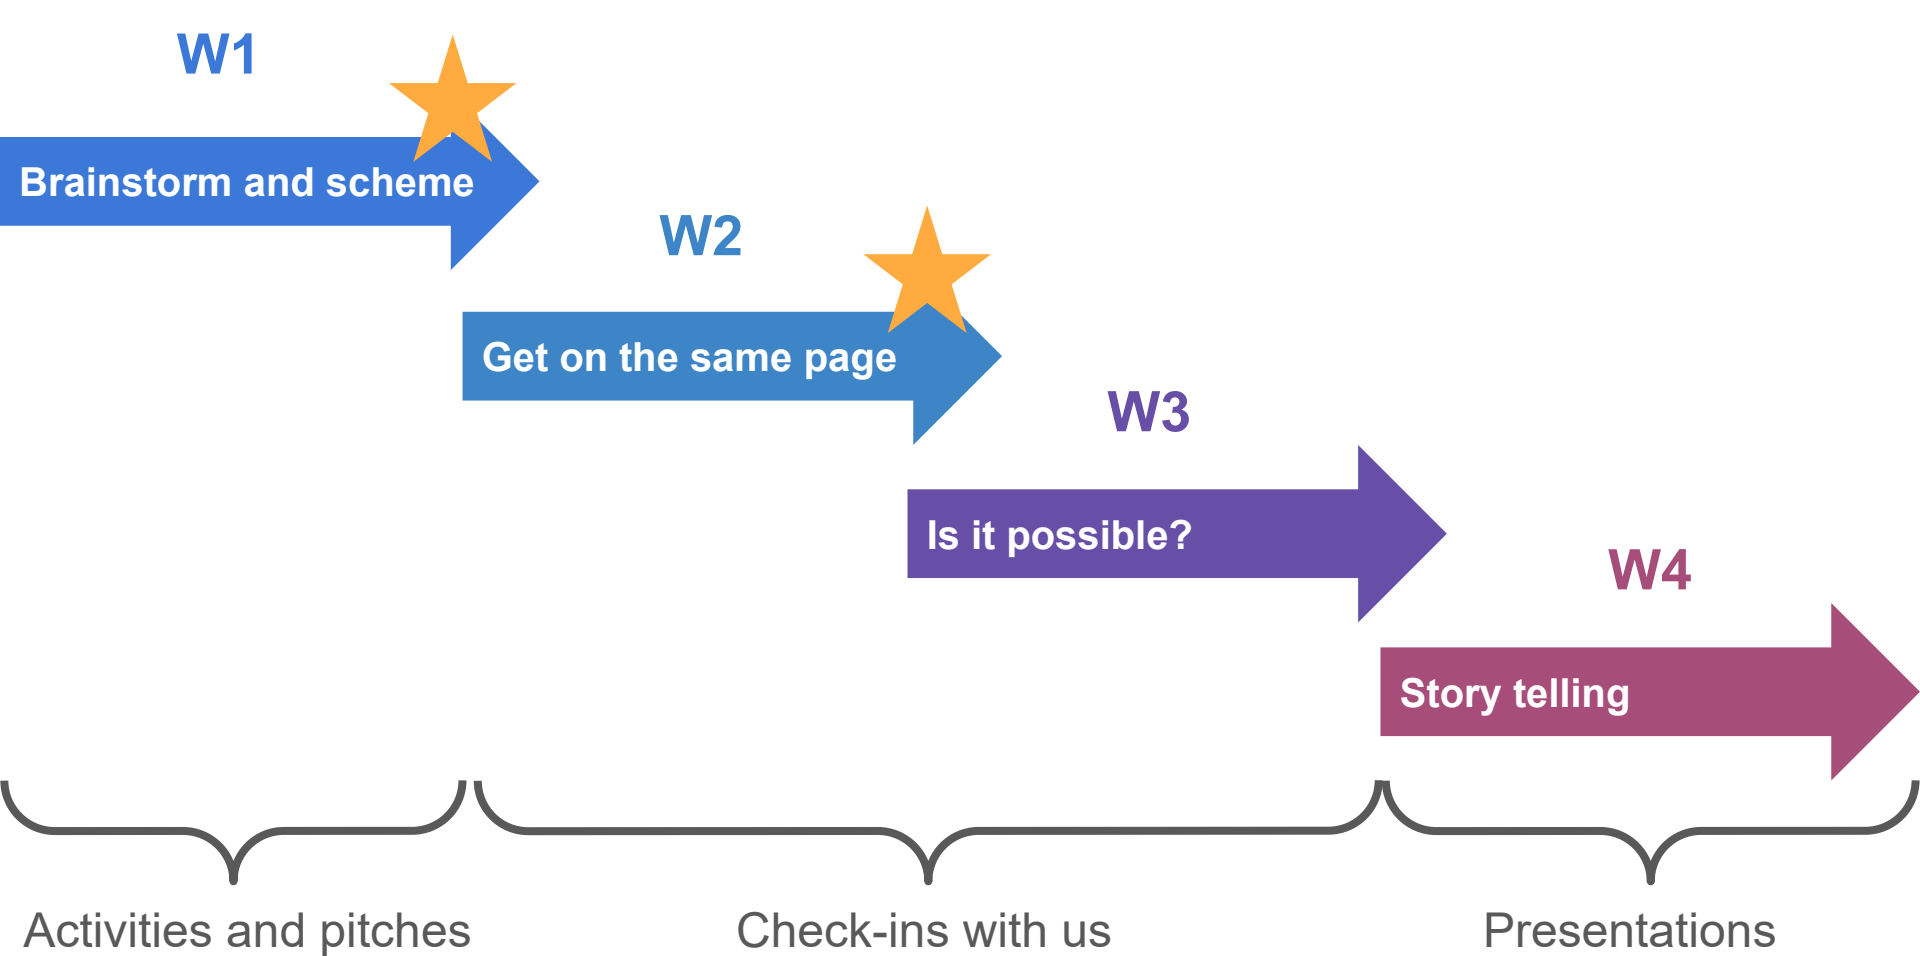 W1
Brainstorm and scheme
W2
Get on the same page
W3
Is it possible?
W4
Story telling
Activities and pitches
Check-ins with us
Presentations